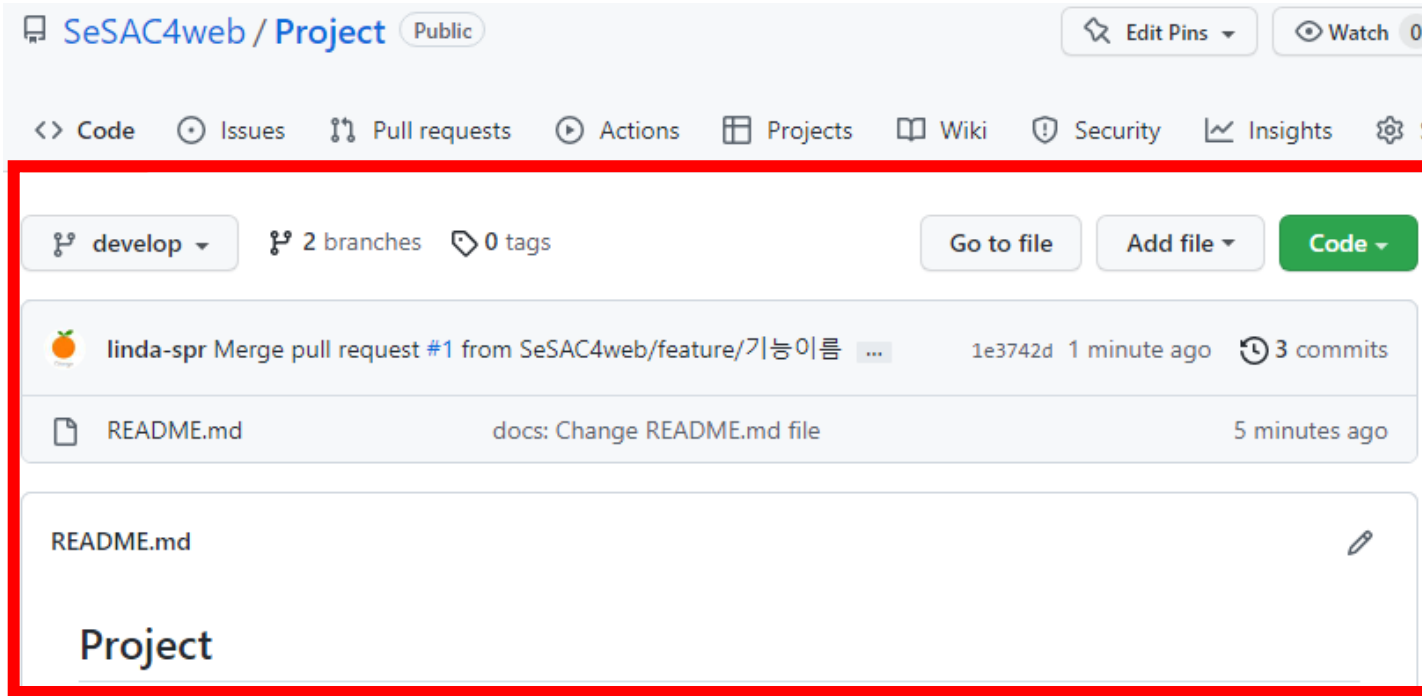 SeSAC4web / Project Public Edit Pins Watch 0
Code Issues Pull requests Actions Projects Wiki Security Insights
develop 2 branches 0 tags Go to file Add file Code
linda-spr Merge pull request #1 from SeSAC4web/feature/기능이름 ... 1e3742d 1 minute ago 3 commits
README.md docs: Change README.md file 5 minutes ago
README.md
Project